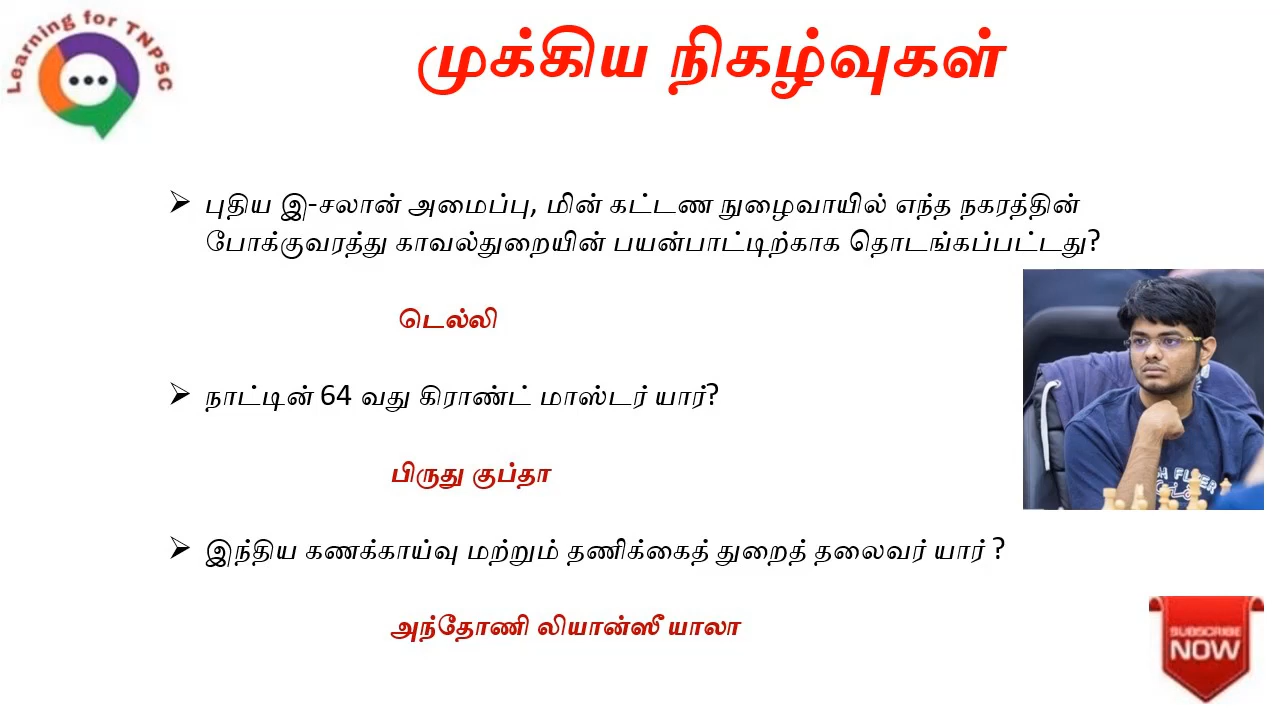 Learning for TNPSC
முக்கிய நிகழ்வுகள்
புதிய இ-சலான் அமைப்பு, மின் கட்டண நுழைவாயில் எந்த நகரத்தின்
போக்குவரத்து காவல்துறையின் பயன்பாட்டிற்காக தொடங்கப்பட்டது?
டெல்லி
நாட்டின் 64 வது கிராண்ட் மாஸ்டர் யார்?
பிருது குப்தா
இந்திய கணக்காய்வு மற்றும் தணிக்கைத் துறைத் தலைவர் யார் ?
அந்தோணி லியான்ஸீ யாலா
SUBSCRIBE
NOW